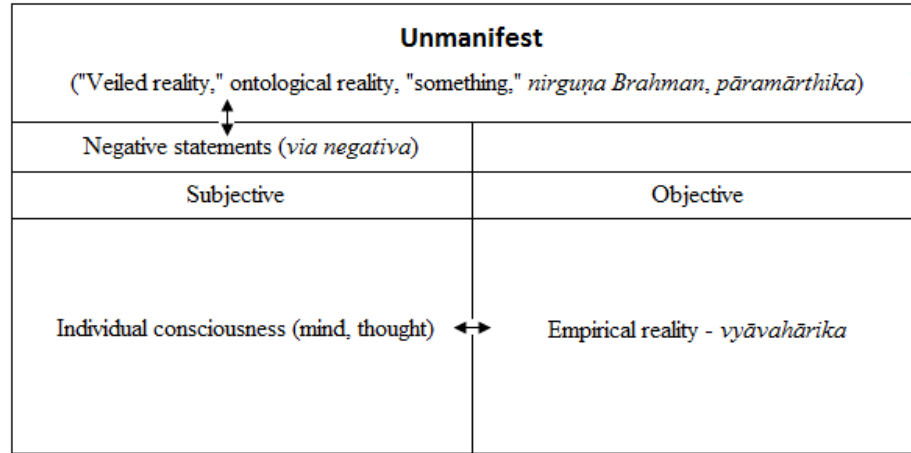 Unmanifest
("Veiled reality," ontological reality, "something," nirguṇa Brahman, pāramārthika)
Negative statements (via negativa)
Subjective
Objective
Individual consciousness (mind, thought)
Empirical reality - vyāvahārika